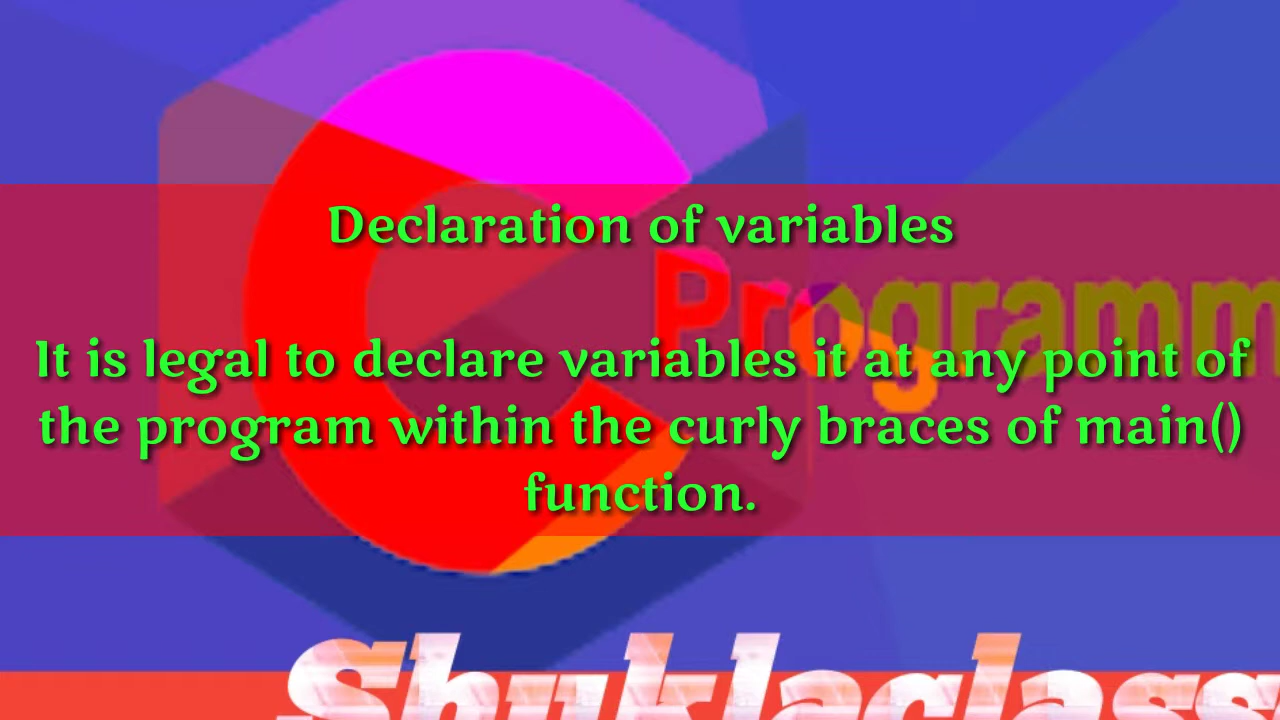 Declaration of variables
Programm
It is legal to declare variables it at any point of
the program within the curly braces of main()
function.
Shuklaclass